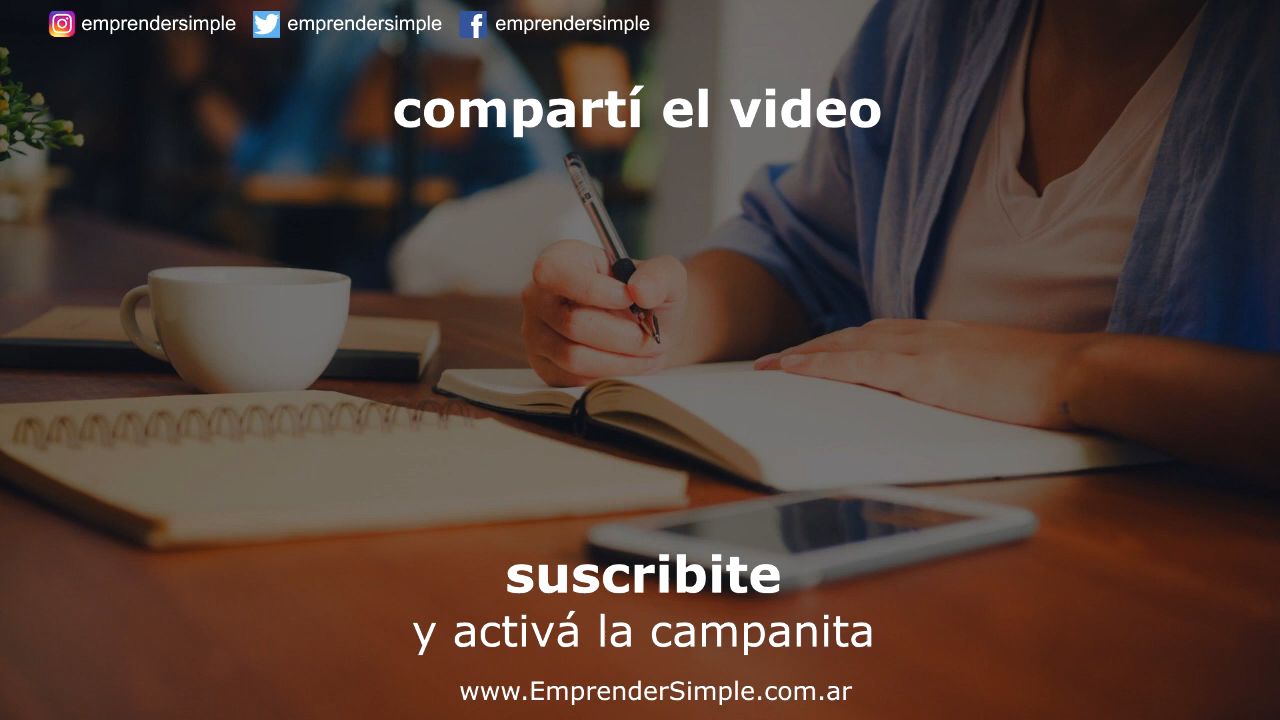 emprendersimple emprendersimple emprendersimple
compartí el video
suscribite
y activá la campanita
www.EmprenderSimple.com.ar